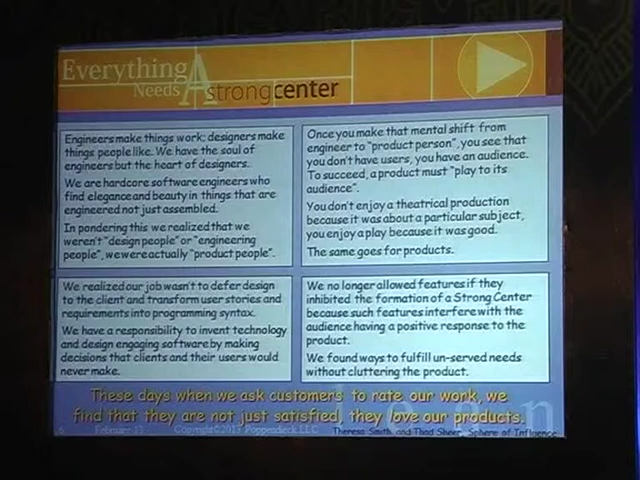 Everything
Needs A
strong center
Engineers make things work; designers make
things people like. We have the soul of
engineers but the heart of designers.
We are hardcore software engineers who
find elegance and beauty in things that are
engineered not just assembled.
In pondering this we realized that we
weren't "design people" or "engineering
people", we were actually "product people".
Once you make that mental shift from
engineer to "product person", you see that
you don't have users, you have an audience.
To succeed, a product must "play to its
audience".
You don't enjoy a theatrical production
because it was about a particular subject,
you enjoy a play because it was good.
The same goes for products.
We realized our job wasn't to defer design
to the client and transform user stories and
requirements into programming syntax.
We have a responsibility to invent technology
and design engaging software by making
decisions that clients and their users would
never make.
We no longer allowed features if they
inhibited the formation of a Strong Center
because such features interfere with the
audience having a positive response to the
product.
We found ways to fulfill un-served needs
without cluttering the product.
These days when we ask customers to rate our work, we
find that they are not just satisfied, they love our products.
Copyright©2013 Poppendieck LLC
Theresa Smith and Thad Sheer, Sphere of Influence